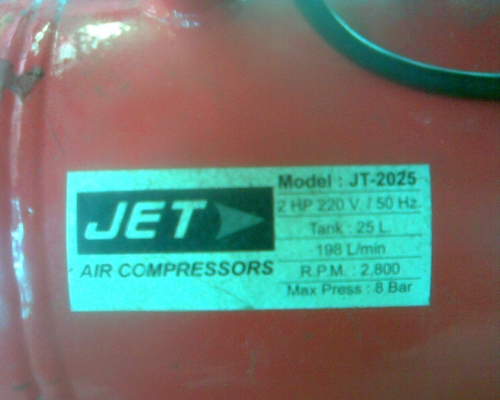 JET
AIR COMPRESSORS
Model : JT-2025
2 HP 220 V. / 50 Hz.
Tank : 25 L.
198 L/min
R.P.M. : 2,800
Max Press : 8 Bar